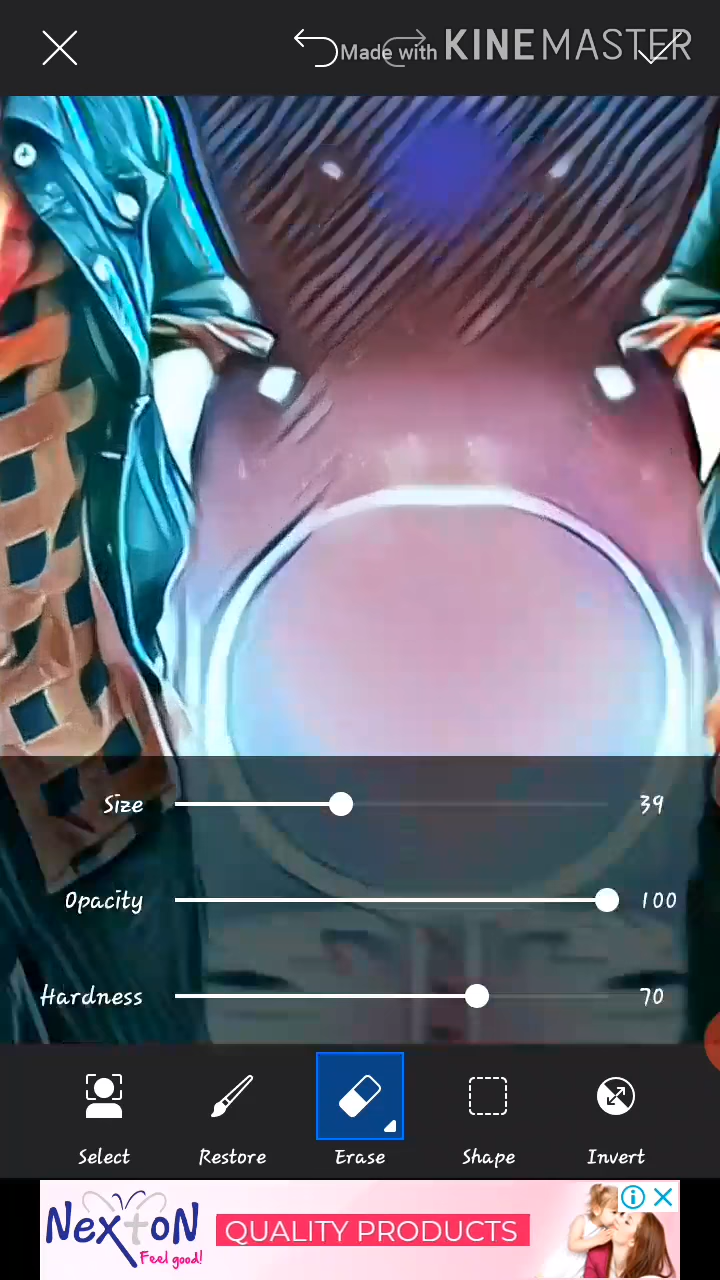 Made with KINEMASTER
Size 39
Opacity 100
Hardness 70
Select Restore Erase Shape Invert
NexToN QUALITY PRODUCTS
Feel good!